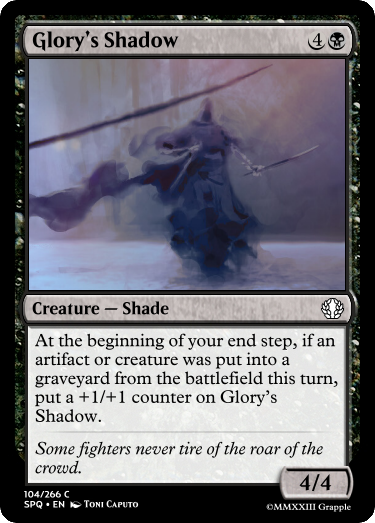 Glory's Shadow 4
Creature — Shade
At the beginning of your end step, if an
artifact or creature was put into a
graveyard from the battlefield this turn,
put a +1/+1 counter on Glory's
Shadow.
Some fighters never tire of the roar of the
crowd.
4/4
104/266 C
SPQ • EN Toni Caputo
©MMXXIII Grapple